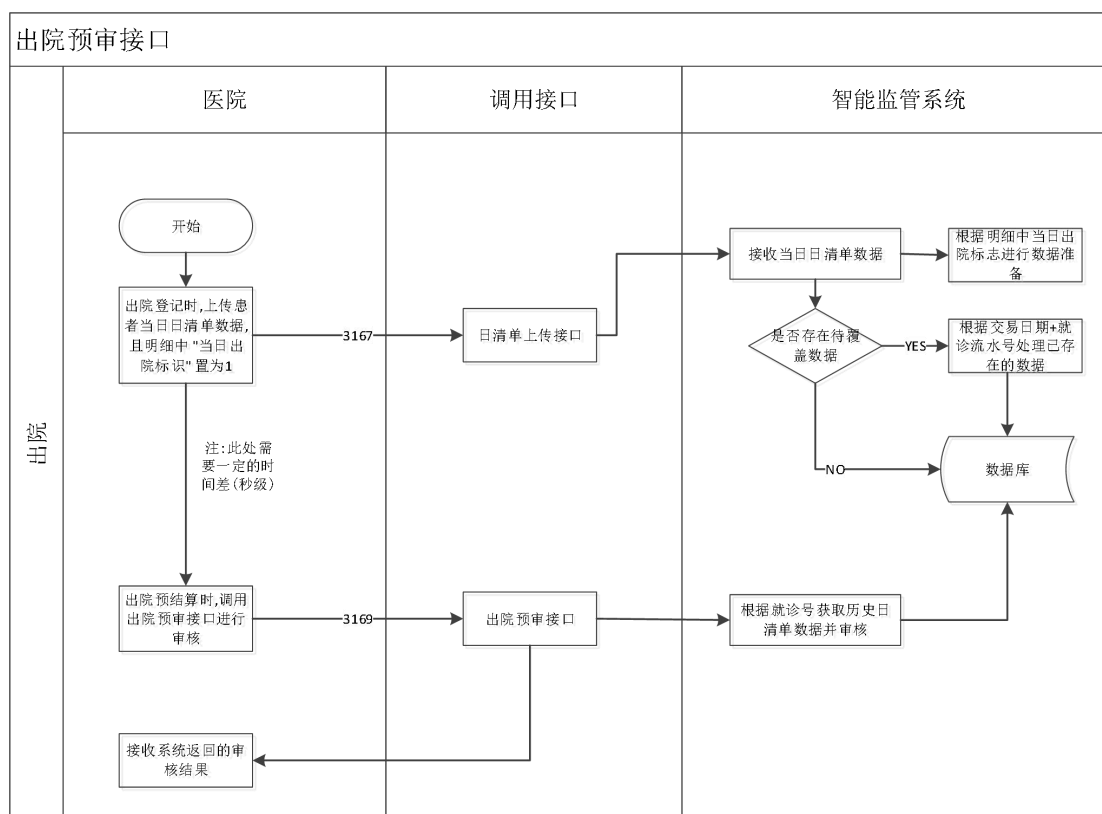 出院预审接口
医院
调用接口
智能监管系统
出院
开始
出院登记时,上传患
者当日日清单数据,
且明细中"当日出
院标识"置为1
3167
日清单上传接口
接收当日日清单数据
根据明细中当日出
院标志进行数据准
备
是否存在待覆
盖数据
YES
根据交易日期+就
诊流水号处理已存
在的数据
NO
数据库
注:此处需
要一定的时
间差(秒级)
出院预结算时,调用
出院预审接口进行
审核
3169
出院预审接口
根据就诊号获取历史日
清单数据并审核
接收系统返回的审
核结果